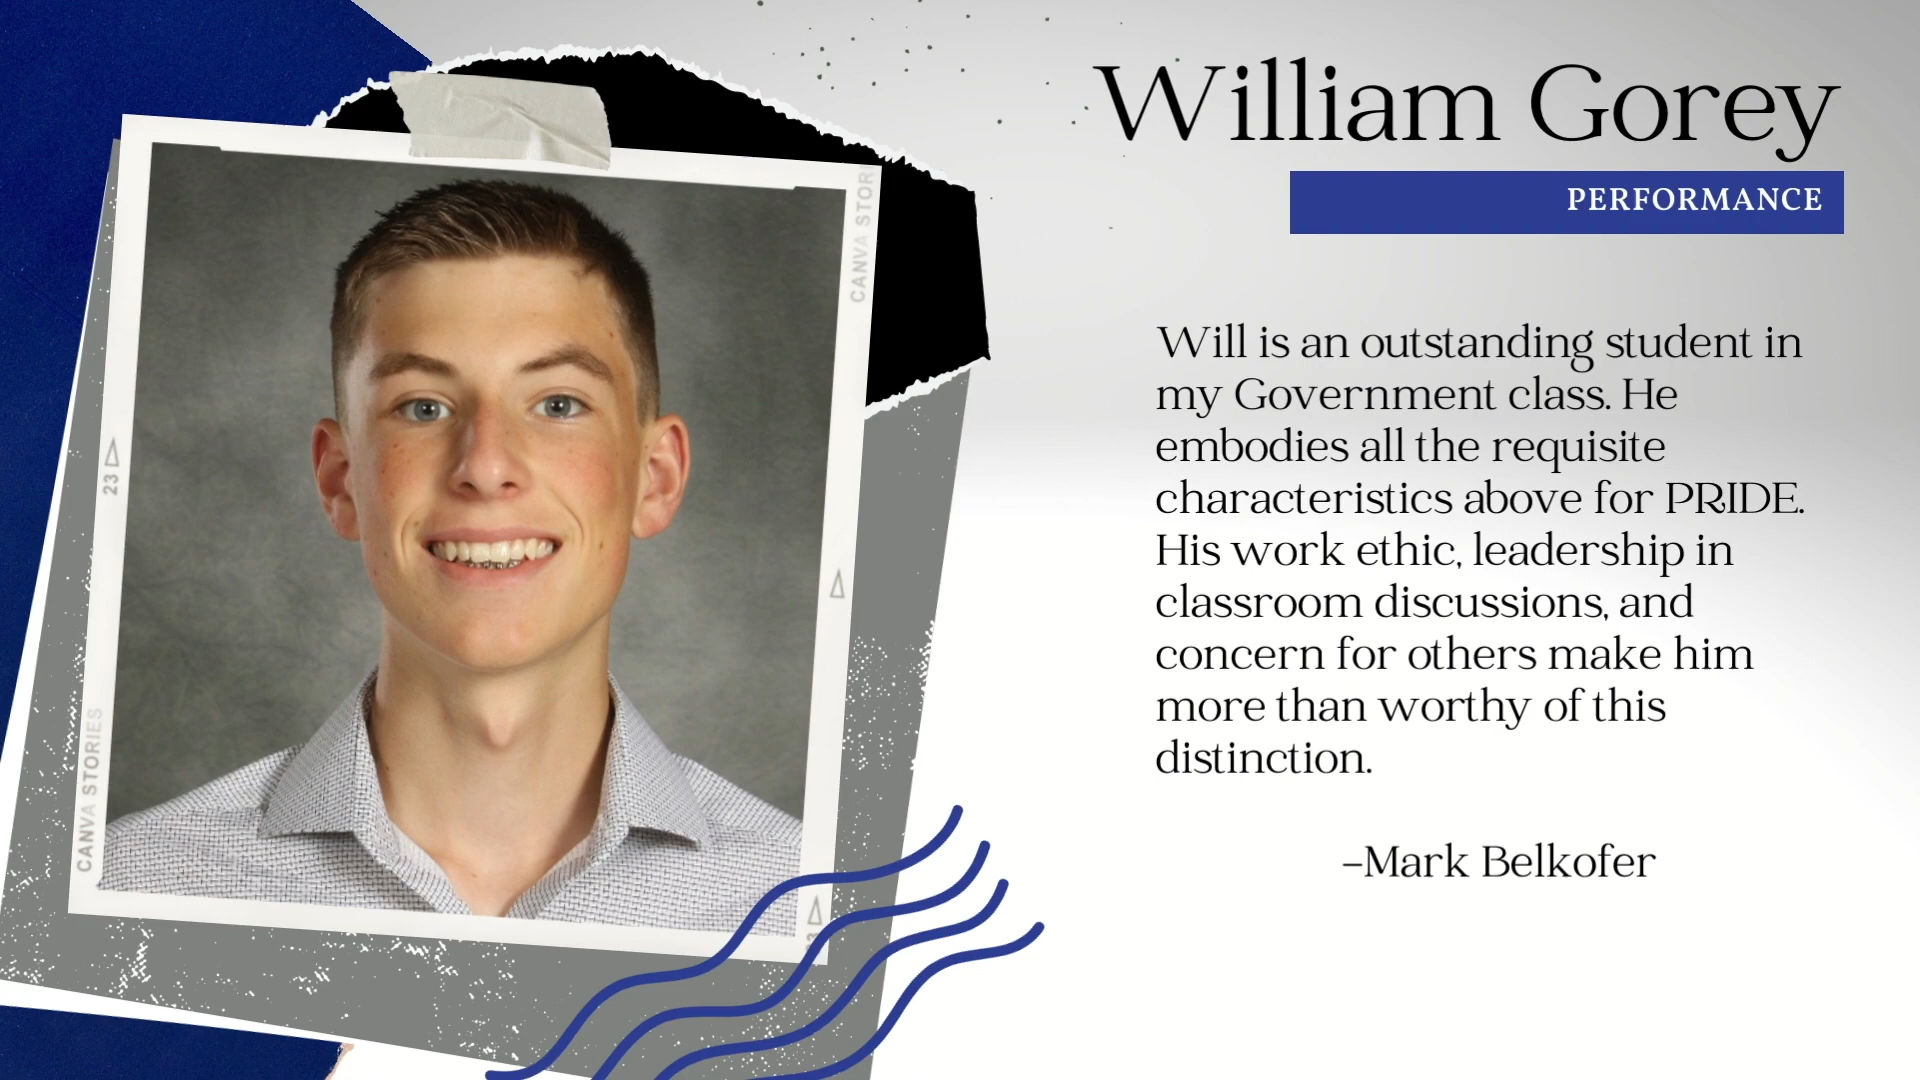 William Gorey
PERFORMANCE
Will is an outstanding student in
my Government class. He
embodies all the requisite
characteristics above for PRIDE.
His work ethic, leadership in
classroom discussions, and
concern for others make him
more than worthy of this
distinction.
–Mark Belkofer
CANVA STORIES
23
CANVA STOR
23